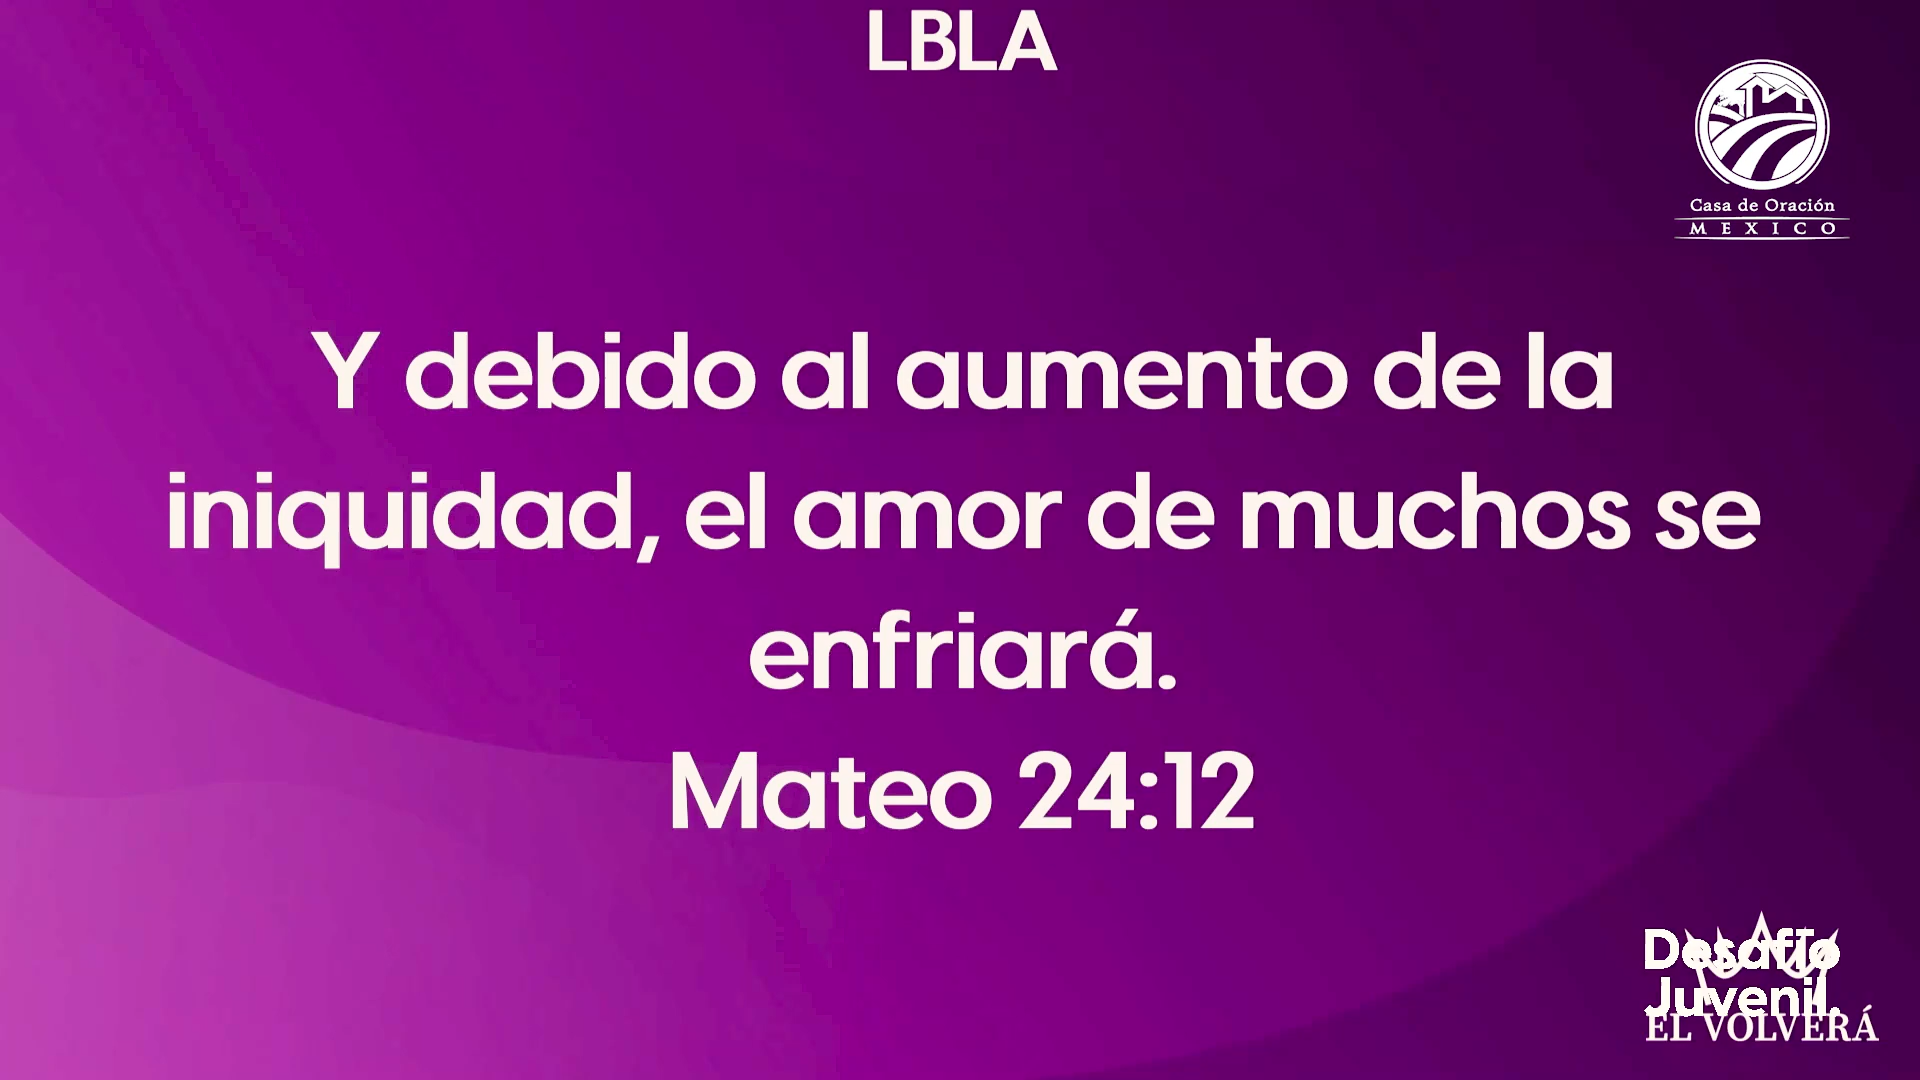 LBLA
Casa de Oración
MEXICO
Y debido al aumento de la
iniquidad, el amor de muchos se
enfriará.
Mateo 24:12
Desafío
Juvenil.
EL VOLVERÁ